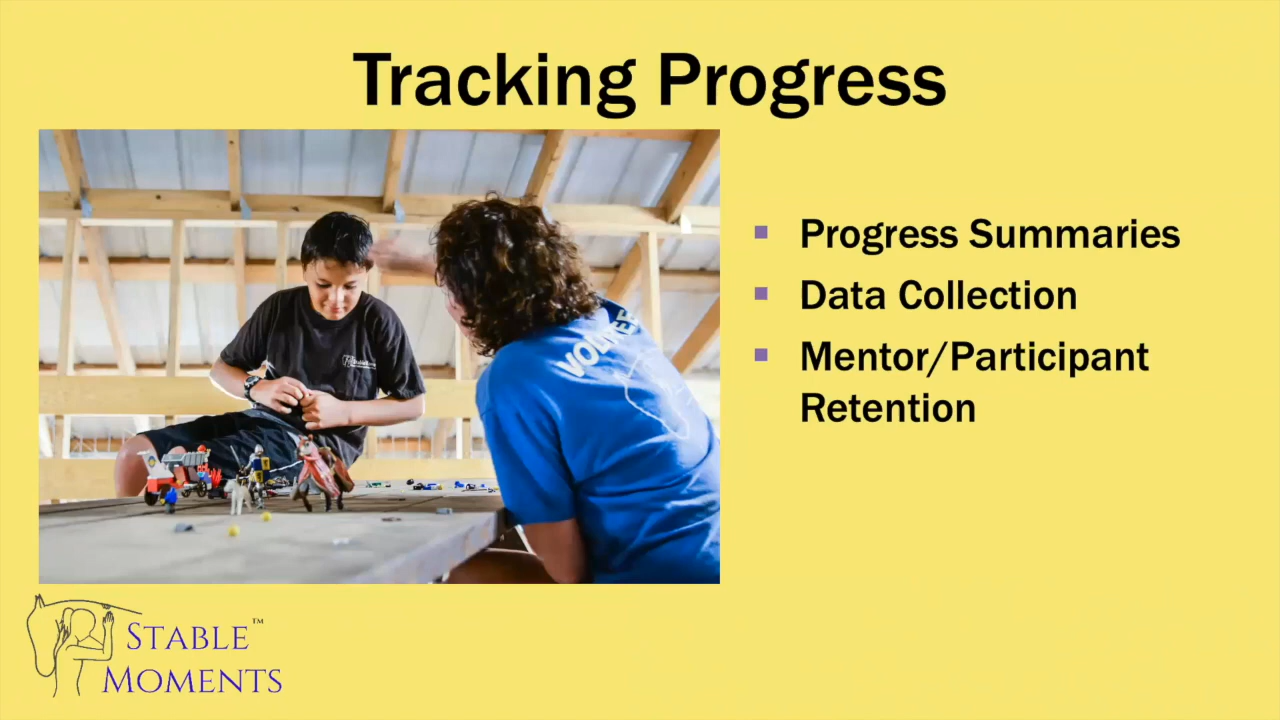 Tracking Progress
Progress Summaries
Data Collection
Mentor/Participant
Retention
STABLE™
MOMENTS